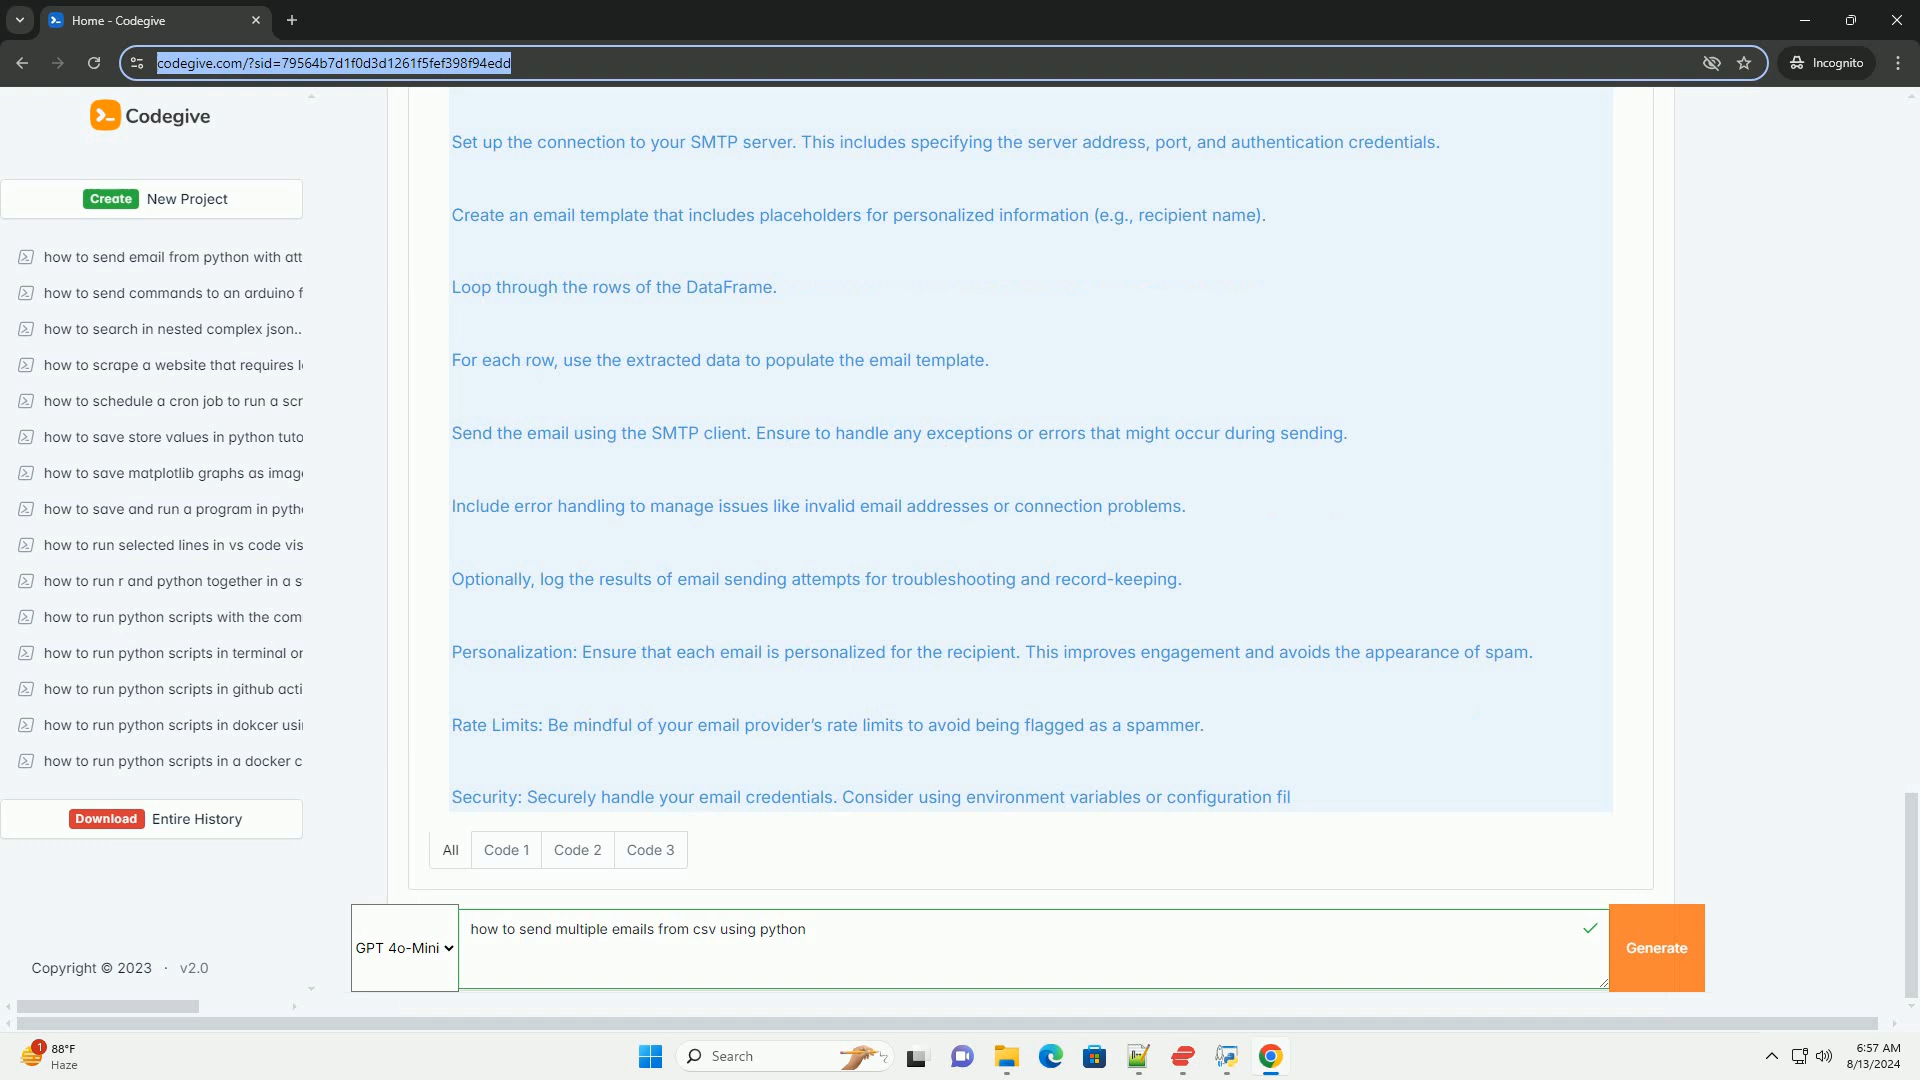 Home - Codegive
codegive.com/?sid=79564b7d1f0d3d1261f5fef398f94edd
Incognito
Codegive
Create New Project
how to send email from python with att
how to send commands to an arduino f
how to search in nested complex json..
how to scrape a website that requires l
how to schedule a cron job to run a scr
how to save store values in python tuto
how to save matplotlib graphs as imag
how to save and run a program in pyth
how to run selected lines in vs code vis
how to run r and python together in a s
how to run python scripts with the com
how to run python scripts in terminal or
how to run python scripts in github acti
how to run python scripts in dokcer usi
how to run python scripts in a docker c
Download Entire History
Copyright © 2023 · v2.0
Set up the connection to your SMTP server. This includes specifying the server address, port, and authentication credentials.
Create an email template that includes placeholders for personalized information (e.g., recipient name).
Loop through the rows of the DataFrame.
For each row, use the extracted data to populate the email template.
Send the email using the SMTP client. Ensure to handle any exceptions or errors that might occur during sending.
Include error handling to manage issues like invalid email addresses or connection problems.
Optionally, log the results of email sending attempts for troubleshooting and record-keeping.
Personalization: Ensure that each email is personalized for the recipient. This improves engagement and avoids the appearance of spam.
Rate Limits: Be mindful of your email provider’s rate limits to avoid being flagged as a spammer.
Security: Securely handle your email credentials. Consider using environment variables or configuration fil
All Code 1 Code 2 Code 3
GPT 4o-Mini
how to send multiple emails from csv using python
Generate
1
88°F
Haze
Search
6:57 AM
8/13/2024